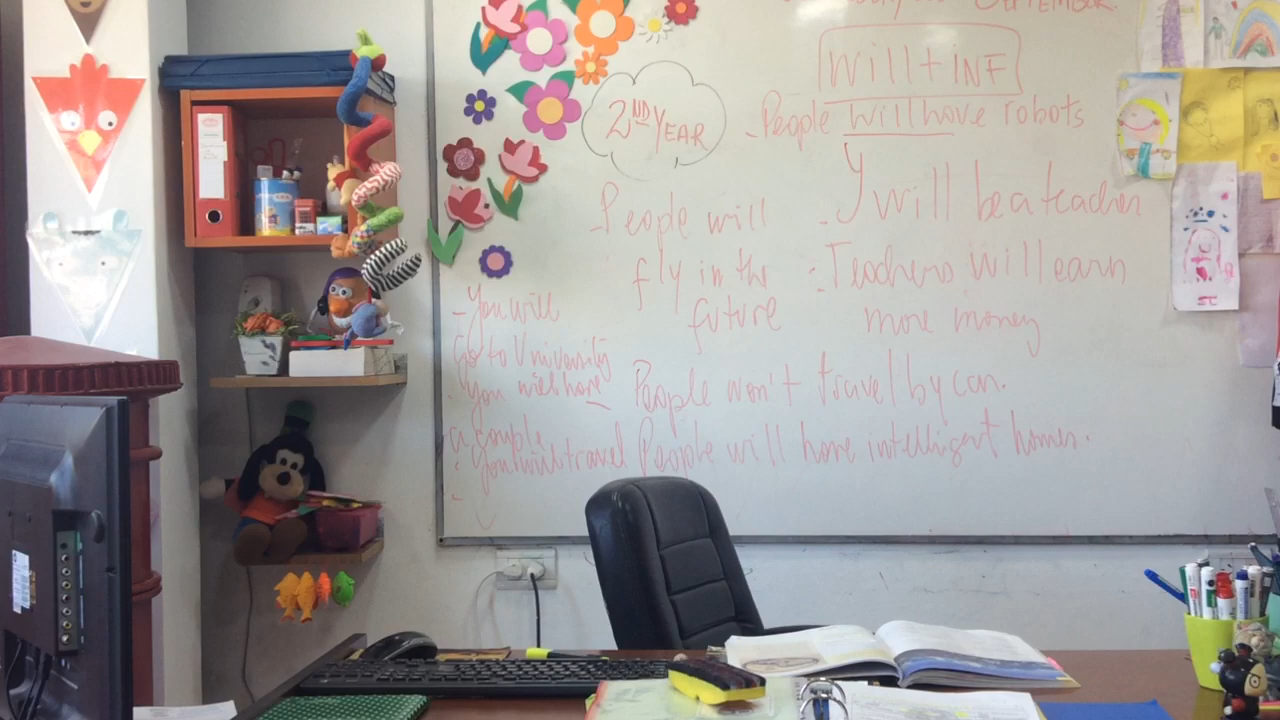 SEPTEMBER.
Will + INF
2ND YEAR
- People will have robots
- People will
fly in the
future
- I will be a teacher
- Teachers will earn
more money
- You will
Go to University
- You will have
a couple
- You will travel
People won't travel by car.
People will have intelligent homes.